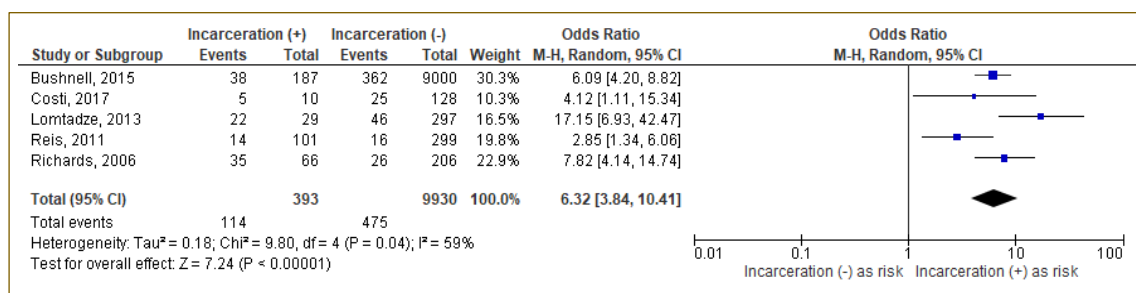 Incarceration (+) Incarceration (-) Odds Ratio Odds Ratio
Study or Subgroup Events Total Events Total Weight M-H, Random, 95% CI M-H, Random, 95% CI
Bushnell, 2015 38 187 362 9000 30.3% 6.09 [4.20, 8.82]
Costi, 2017 5 10 25 128 10.3% 4.12 [1.11, 15.34]
Lomtadze, 2013 22 29 46 297 16.5% 17.15 [6.93, 42.47]
Reis, 2011 14 101 16 299 19.8% 2.85 [1.34, 6.06]
Richards, 2006 35 66 26 206 22.9% 7.82 [4.14, 14.74]
Total (95% CI) 393 9930 100.0% 6.32 [3.84, 10.41]
Total events 114 475
Heterogeneity: Tau² = 0.18; Chi² = 9.80, df = 4 (P = 0.04); I² = 59%
Test for overall effect: Z = 7.24 (P < 0.00001)
0.01 0.1 1 10 100
Incarceration (-) as risk Incarceration (+) as risk